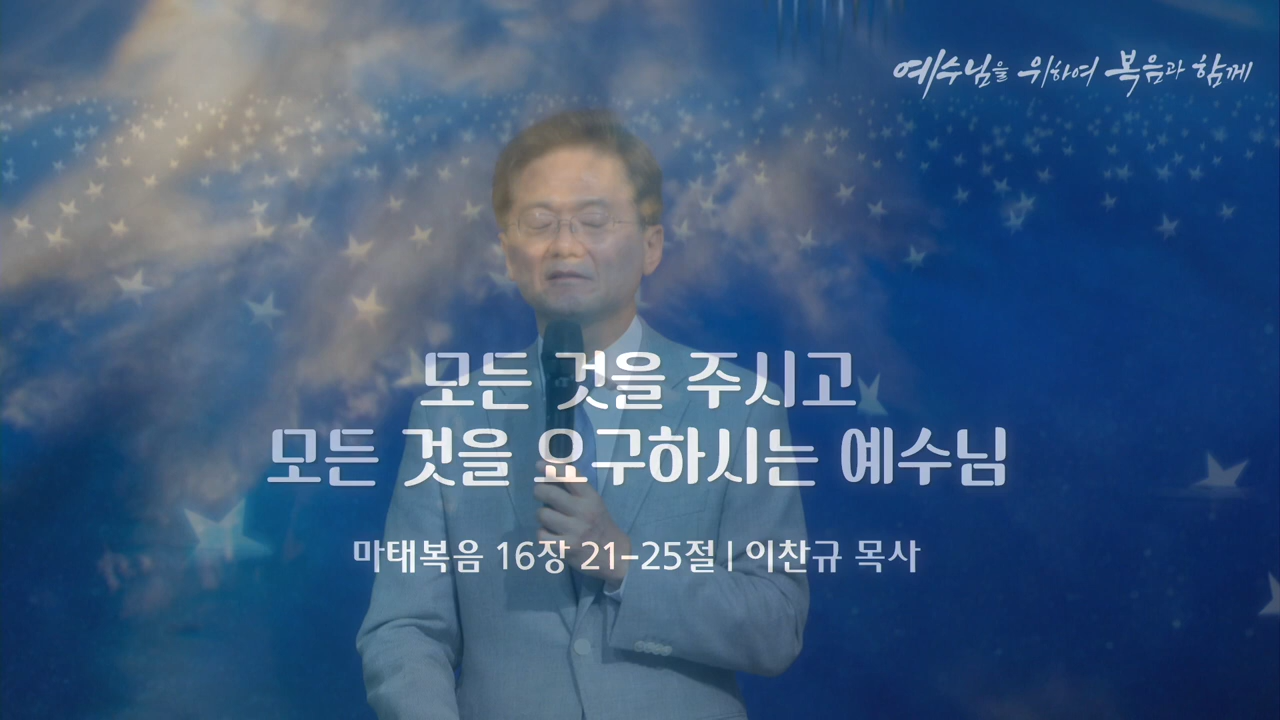 예수님을 위하여 복음과 함께
모든 것을 주시고
모든 것을 요구하시는 예수님
마태복음 16장 21-25절 | 이찬규 목사